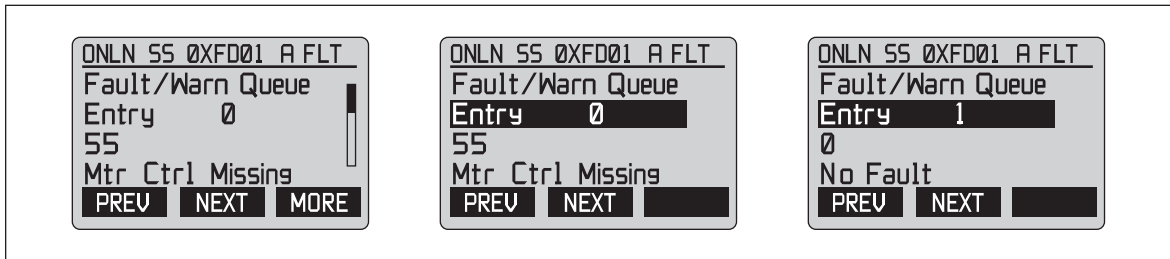 ONLN SS 0XFD01 A FLT
Fault/Warn Queue
Entry 0
55
Mtr Ctrl Missing
PREV NEXT MORE
ONLN SS 0XFD01 A FLT
Fault/Warn Queue
Entry 0
55
Mtr Ctrl Missing
PREV NEXT
ONLN SS 0XFD01 A FLT
Fault/Warn Queue
Entry 1
0
No Fault
PREV NEXT